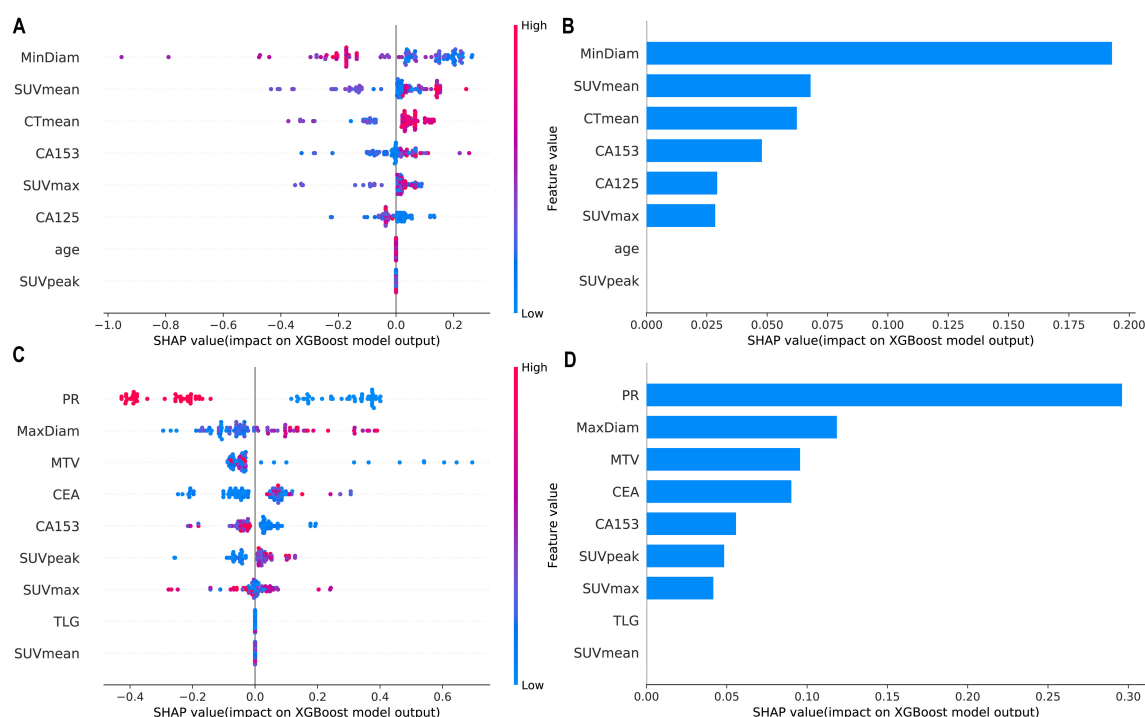 A
High
MinDiam
SUVmean
CTmean
CA153
SUVmax
CA125
age
SUVpeak
Low
−1.0 −0.8 −0.6 −0.4 −0.2 0.0 0.2
SHAP value(impact on XGBoost model output)
B
Feature value
MinDiam
SUVmean
CTmean
CA153
CA125
SUVmax
age
SUVpeak
0.000 0.025 0.050 0.075 0.100 0.125 0.150 0.175 0.200
SHAP value(impact on XGBoost model output)
C
High
PR
MaxDiam
MTV
CEA
CA153
SUVpeak
SUVmax
TLG
SUVmean
Low
−0.4 −0.2 0.0 0.2 0.4 0.6
SHAP value(impact on XGBoost model output)
D
Feature value
PR
MaxDiam
MTV
CEA
CA153
SUVpeak
SUVmax
TLG
SUVmean
0.00 0.05 0.10 0.15 0.20 0.25 0.30
SHAP value(impact on XGBoost model output)